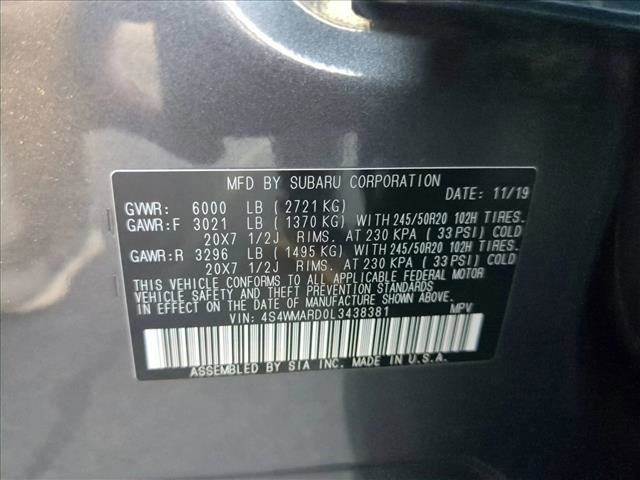 MFD BY SUBARU CORPORATION
DATE: 11/19
GVWR: 6000 LB ( 2721 KG)
GAWR:F 3021 LB ( 1370 KG) WITH 245/50R20 102H TIRES.
20X7 1/2J RIMS. AT 230 KPA ( 33 PSI) COLD
GAWR:R 3296 LB ( 1495 KG) WITH 245/50R20 102H TIRES.
20X7 1/2J RIMS. AT 230 KPA ( 33 PSI) COLD
THIS VEHICLE CONFORMS TO ALL APPLICABLE FEDERAL MOTOR
VEHICLE SAFETY AND THEFT PREVENTION STANDARDS
IN EFFECT ON THE DATE OF MANUFACTURE SHOWN ABOVE.
VIN: 4S4WMARD0L3438381 MPV
ASSEMBLED BY SIA INC. MADE IN U.S.A.